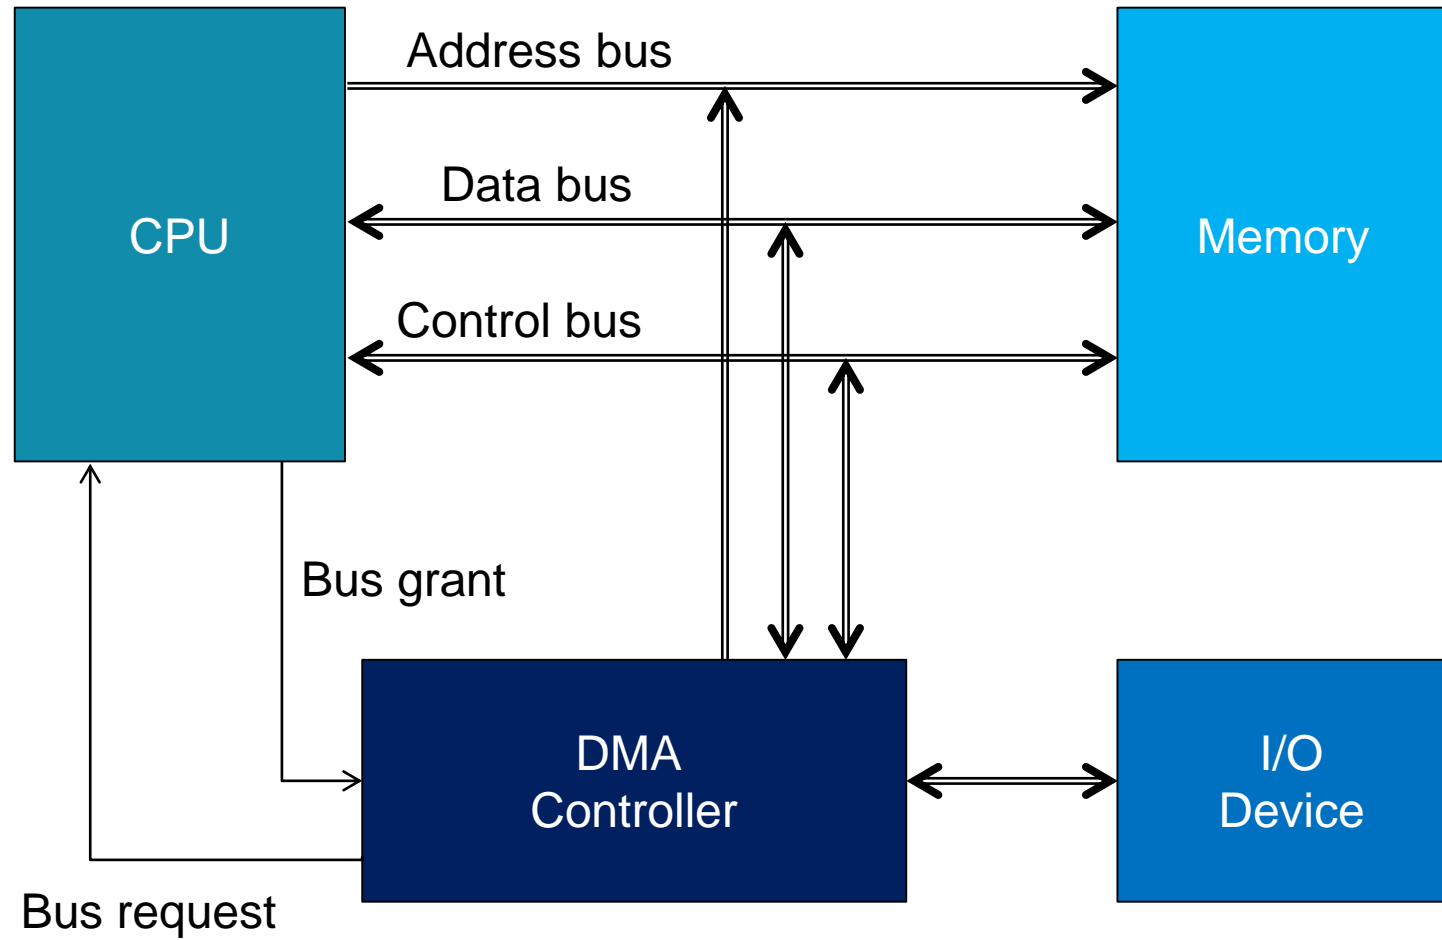 Address bus
Data bus
CPU
Memory
Control bus
Bus grant
DMA
Controller
I/O
Device
Bus request